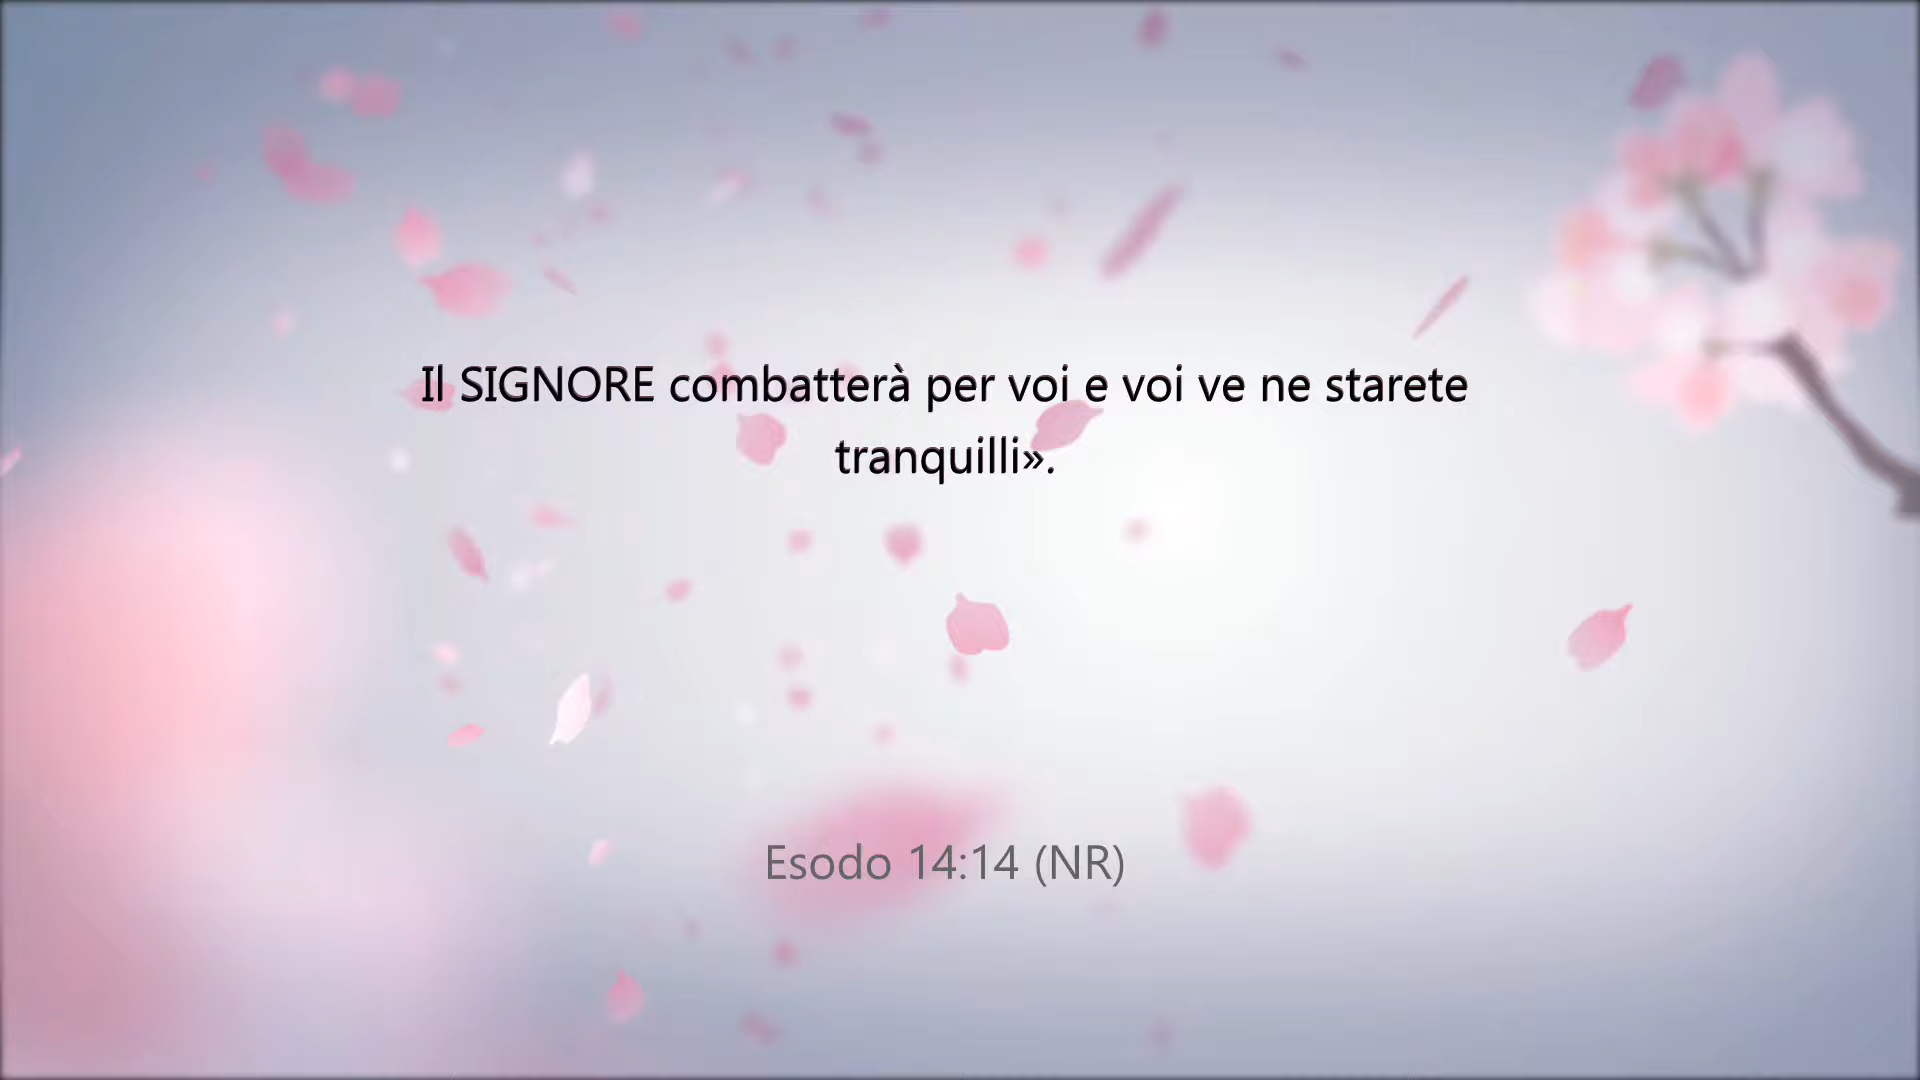 Il SIGNORE combatterà per voi e voi ve ne starete
tranquilli».
Esodo 14:14 (NR)